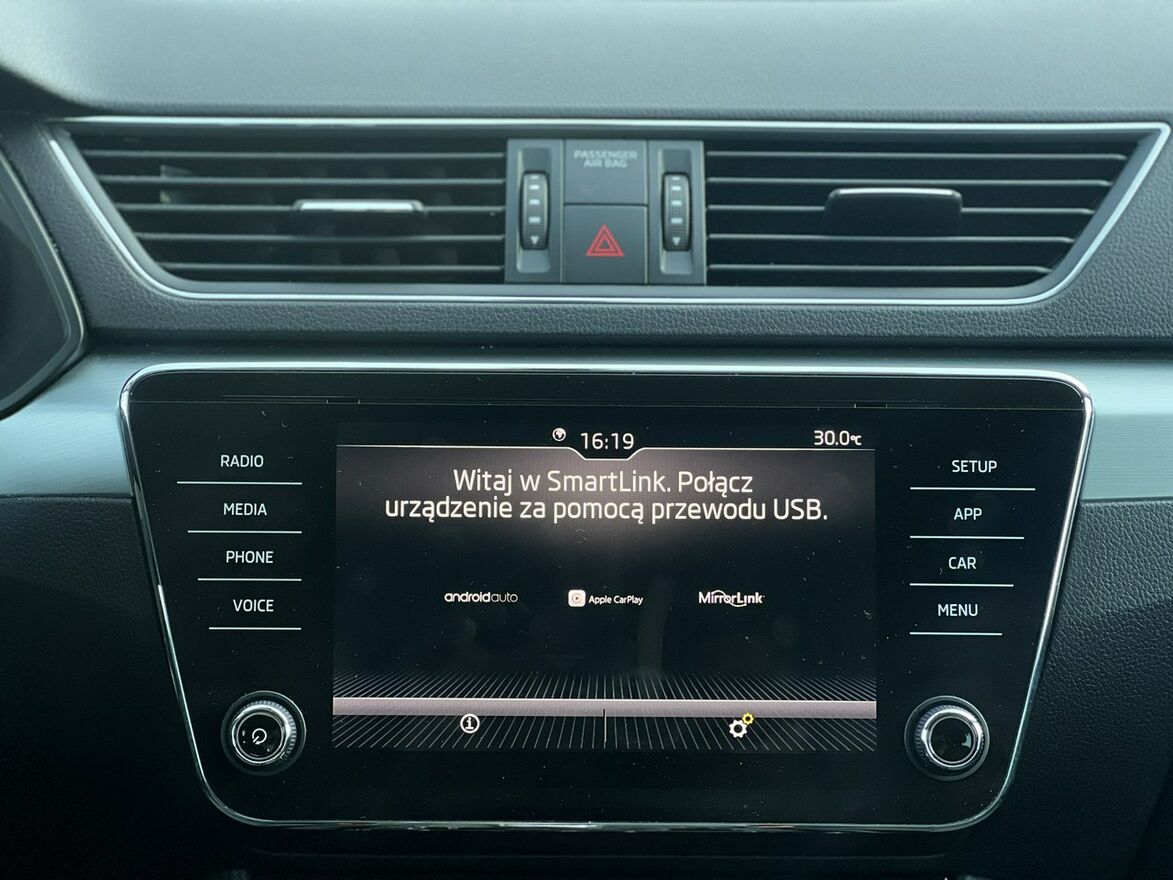 PASSENGER
AIR BAG
16:19
30.0°C
Witaj w SmartLink. Połącz
urządzenie za pomocą przewodu USB.
androidauto
Apple CarPlay
MirrorLink
RADIO
MEDIA
PHONE
VOICE
SETUP
APP
CAR
MENU